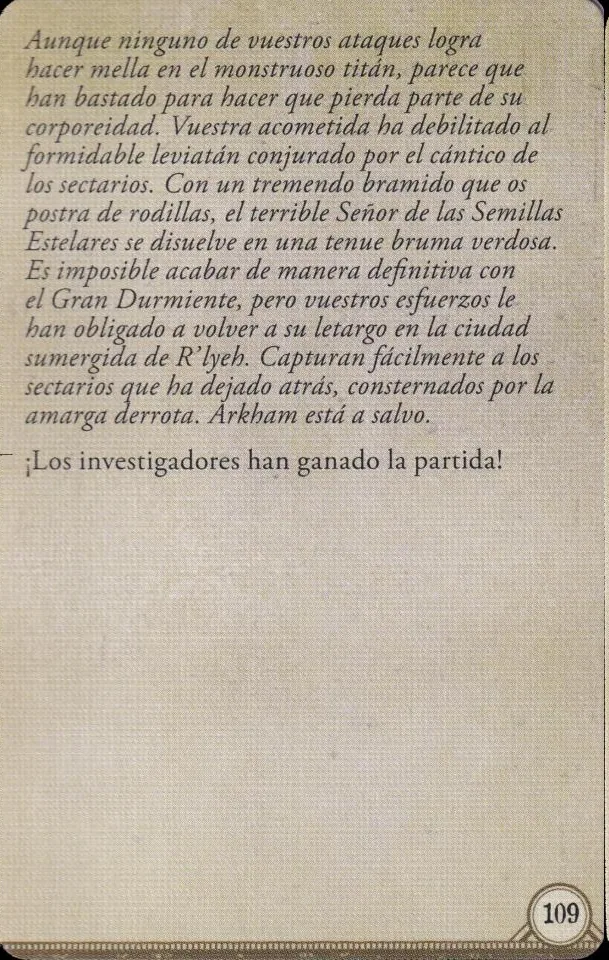 Aunque ninguno de vuestros ataques logra
hacer mella en el monstruoso titán, parece que
han bastado para hacer que pierda parte de su
corporeidad. Vuestra acometida ha debilitado al
formidable leviatán conjurado por el cántico de
los sectarios. Con un tremendo bramido que os
postra de rodillas, el terrible Señor de las Semillas
Estelares se disuelve en una tenue bruma verdosa.
Es imposible acabar de manera definitiva con
el Gran Durmiente, pero vuestros esfuerzos le
han obligado a volver a su letargo en la ciudad
sumergida de R'lyeh. Capturan fácilmente a los
sectarios que ha dejado atrás, consternados por la
amarga derrota. Arkham está a salvo.
¡Los investigadores han ganado la partida!
109